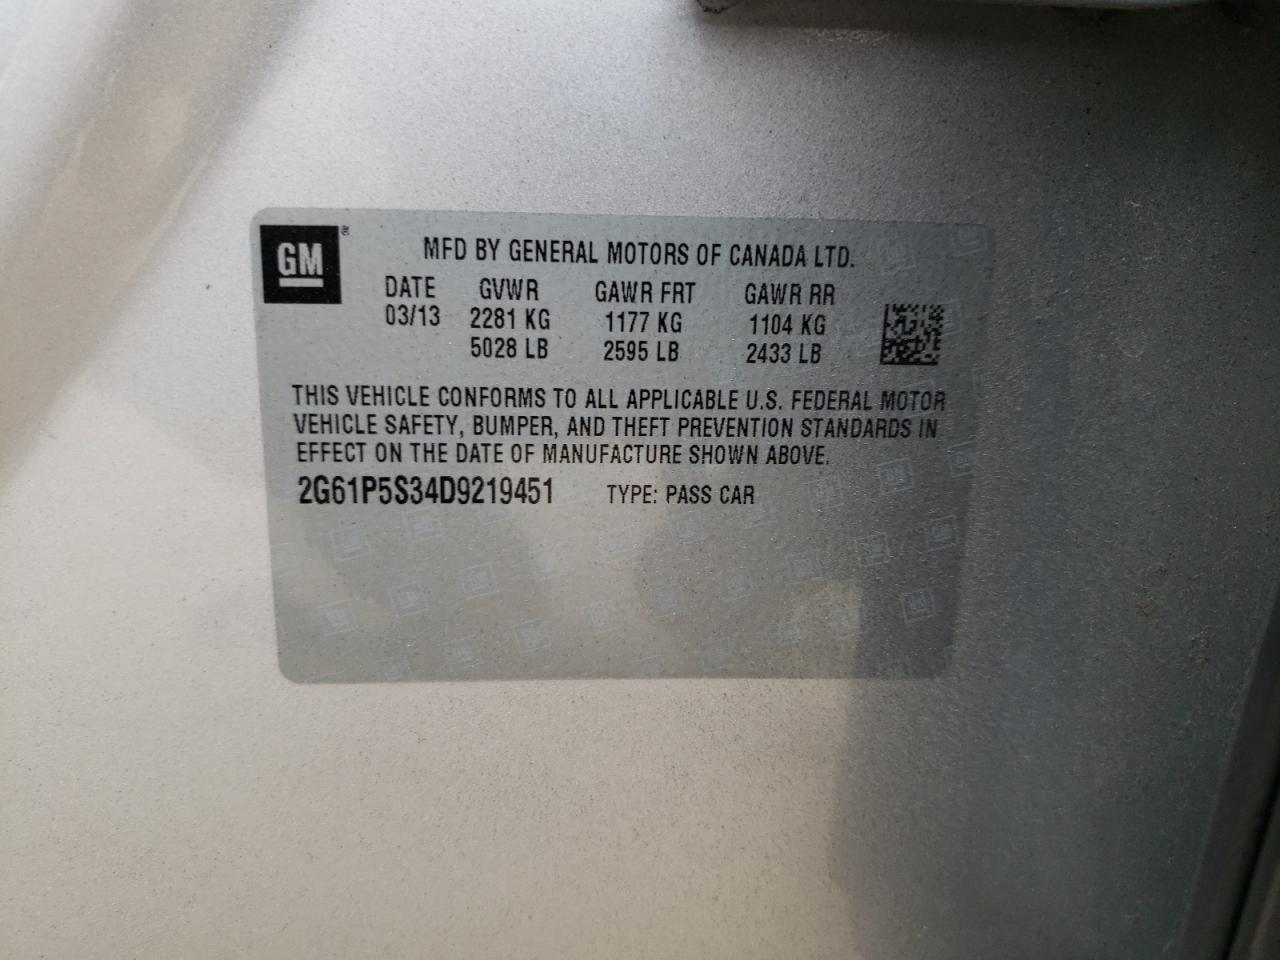 GM
MFD BY GENERAL MOTORS OF CANADA LTD.
DATE GVWR GAWR FRT GAWR RR
03/13 2281 KG 1177 KG 1104 KG
5028 LB 2595 LB 2433 LB
THIS VEHICLE CONFORMS TO ALL APPLICABLE U.S. FEDERAL MOTOR
VEHICLE SAFETY, BUMPER, AND THEFT PREVENTION STANDARDS IN
EFFECT ON THE DATE OF MANUFACTURE SHOWN ABOVE.
2G61P5S34D9219451 TYPE: PASS CAR